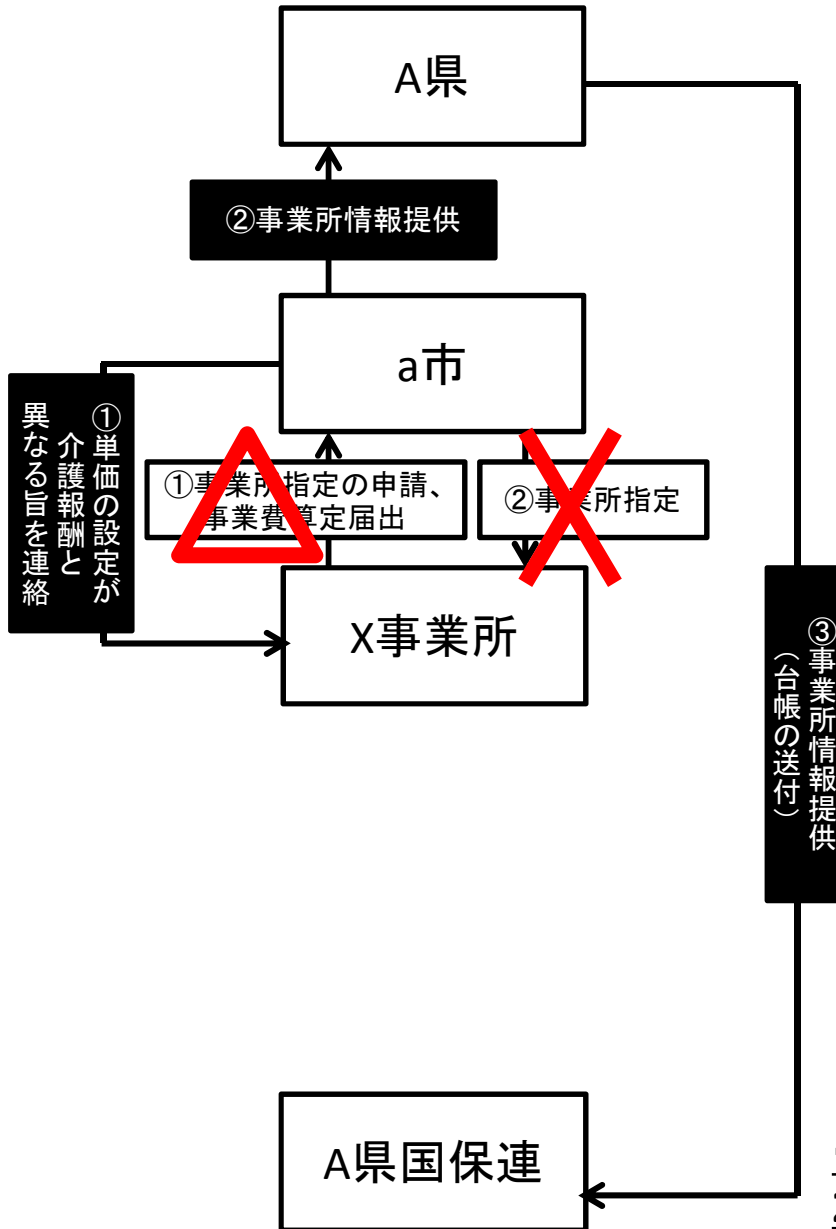 A県
②事業所情報提供
a市
①単価の設定が
介護報酬と
異なる旨を連絡
①事業所指定の申請、
事業費算定届出
②事業所指定
X事業所
③事業所情報提供
（台帳の送付）
A県国保連